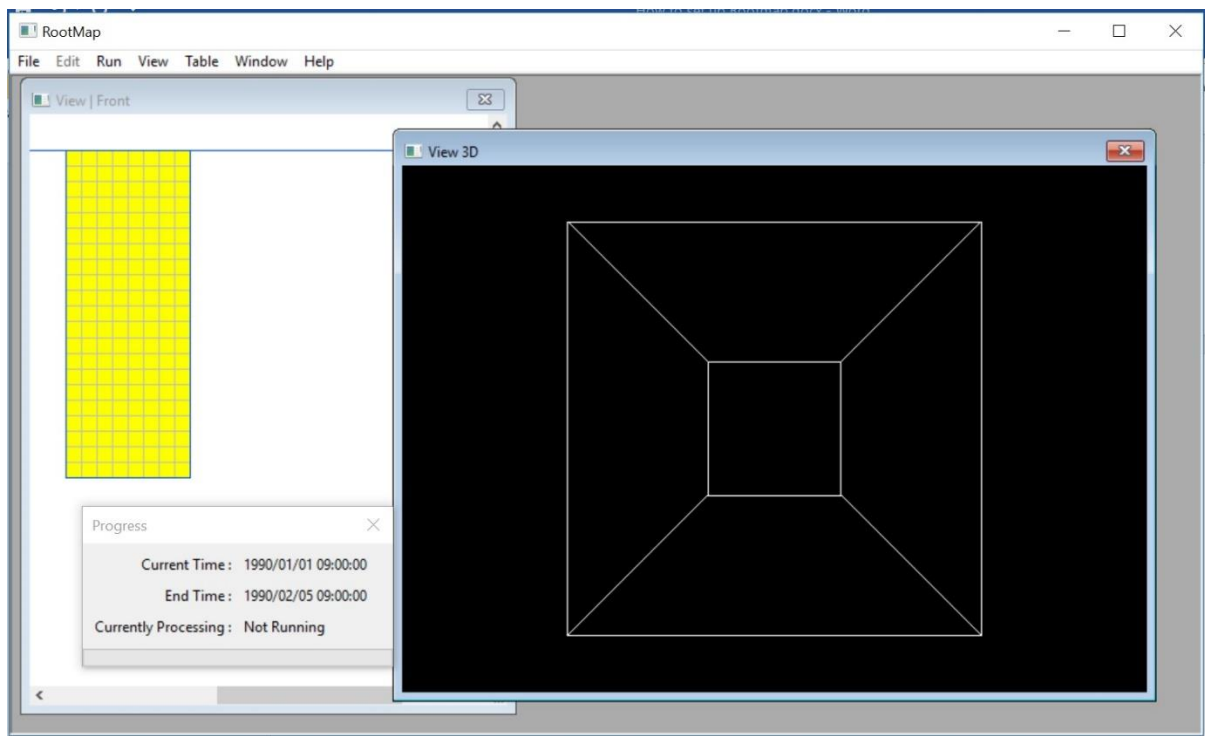 RootMap
File Edit Run View Table Window Help
View | Front
View 3D
Progress
Current Time : 1990/01/01 09:00:00
End Time : 1990/02/05 09:00:00
Currently Processing : Not Running